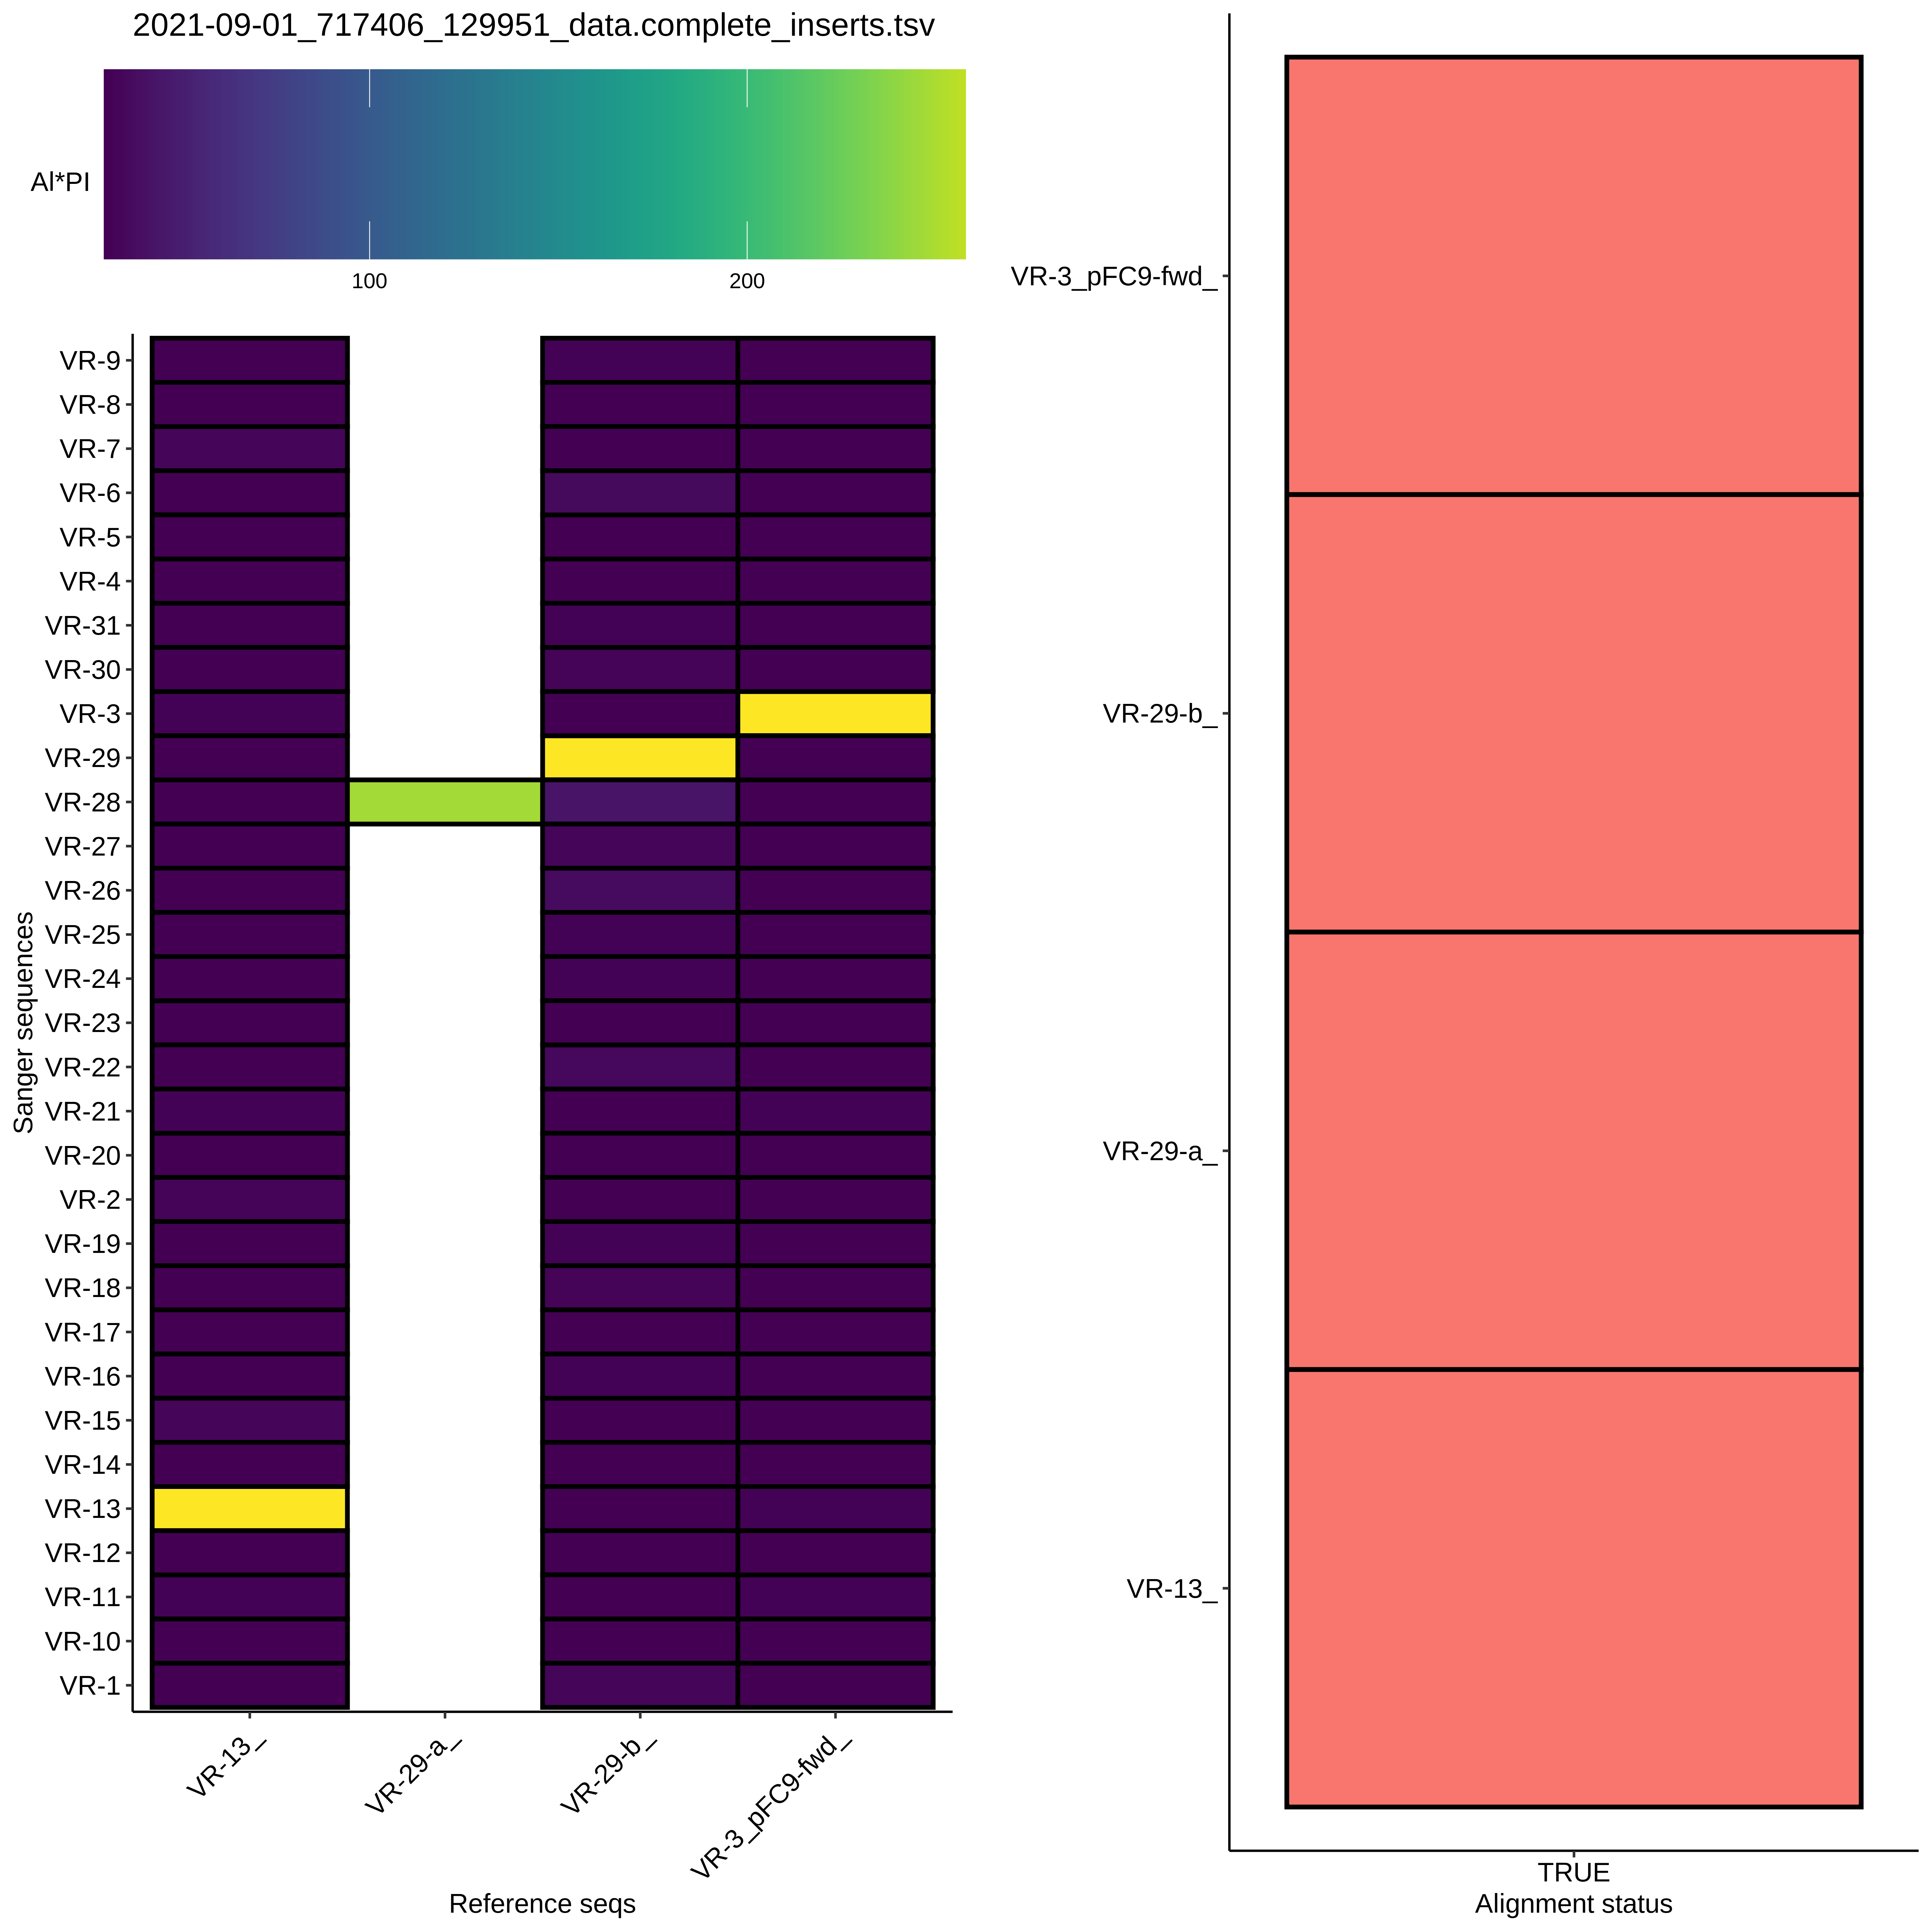 2021-09-01_717406_129951_data.complete_inserts.tsv
Al*PI
100
200
Sanger sequences
VR-9
VR-8
VR-7
VR-6
VR-5
VR-4
VR-31
VR-30
VR-3
VR-29
VR-28
VR-27
VR-26
VR-25
VR-24
VR-23
VR-22
VR-21
VR-20
VR-2
VR-19
VR-18
VR-17
VR-16
VR-15
VR-14
VR-13
VR-12
VR-11
VR-10
VR-1
VR-13_
VR-29-a_
VR-29-b_
VR-3_pFC9-fwd_
Reference seqs
VR-3_pFC9-fwd_
VR-29-b_
VR-29-a_
VR-13_
TRUE
Alignment status